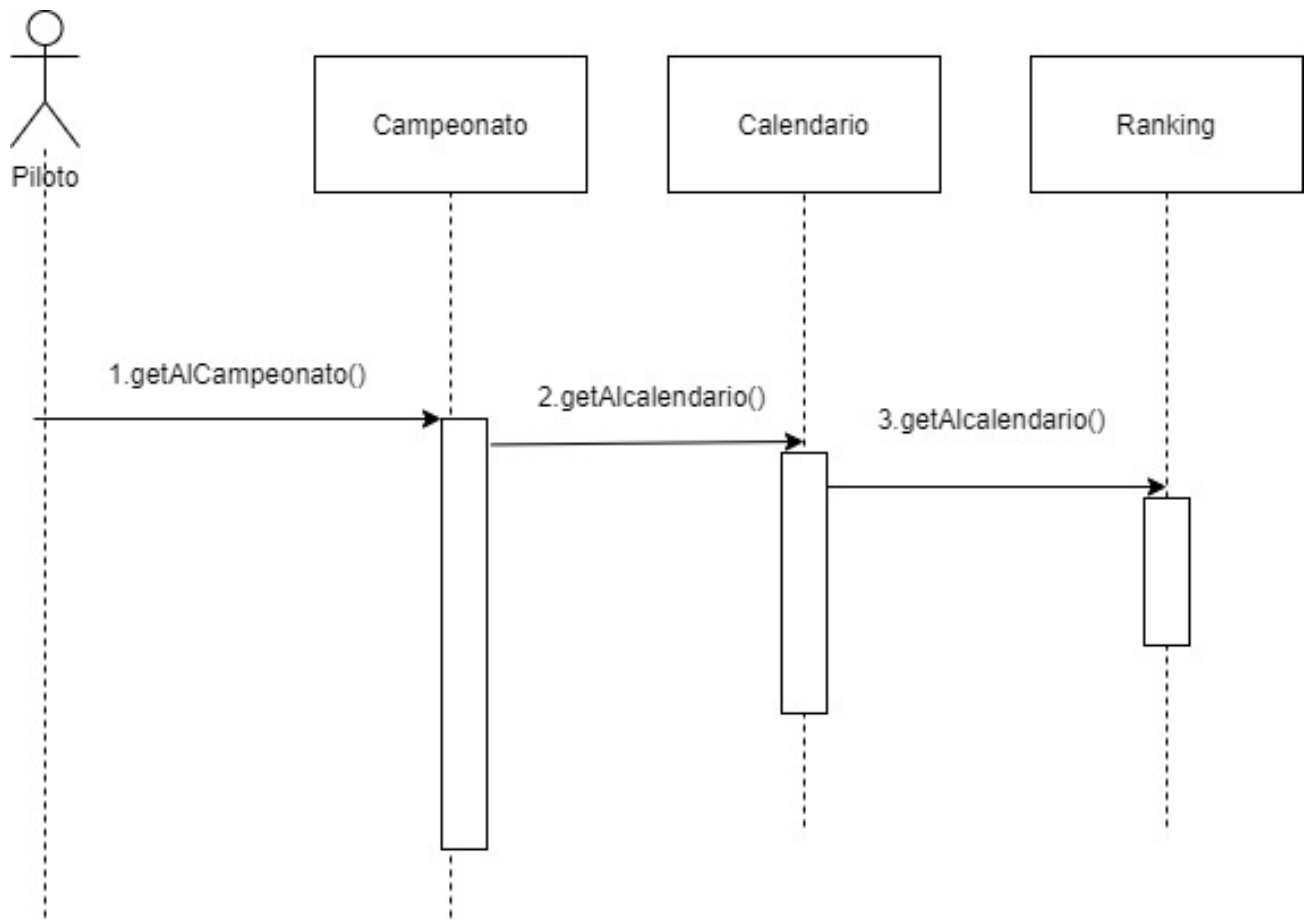 Piloto
Campeonato
Calendario
Ranking
1.getAlCampeonato()
2.getAlcalendario()
3.getAlcalendario()